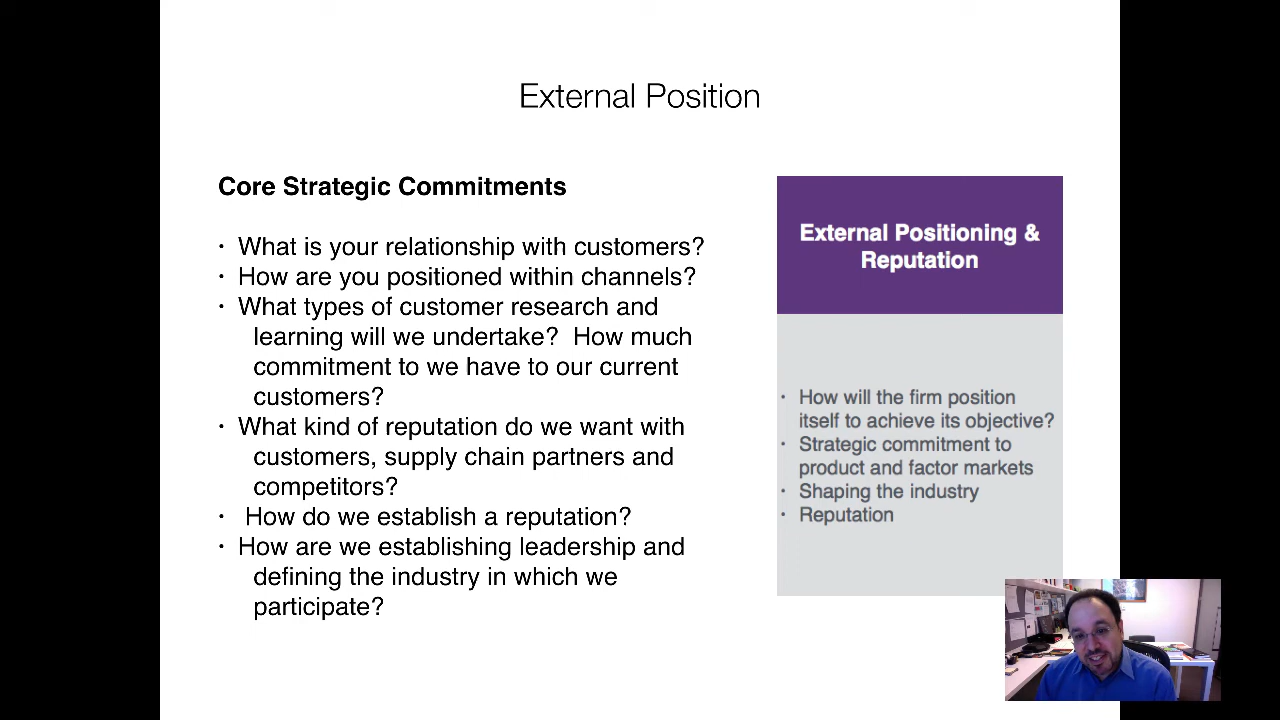 External Position
Core Strategic Commitments
• What is your relationship with customers?
• How are you positioned within channels?
• What types of customer research and
learning will we undertake?  How much
commitment to we have to our current
customers?
• What kind of reputation do we want with
customers, supply chain partners and
competitors?
• How do we establish a reputation?
• How are we establishing leadership and
defining the industry in which we
participate?
External Positioning &
Reputation
• How will the firm position
itself to achieve its objective?
• Strategic commitment to
product and factor markets
• Shaping the industry
• Reputation